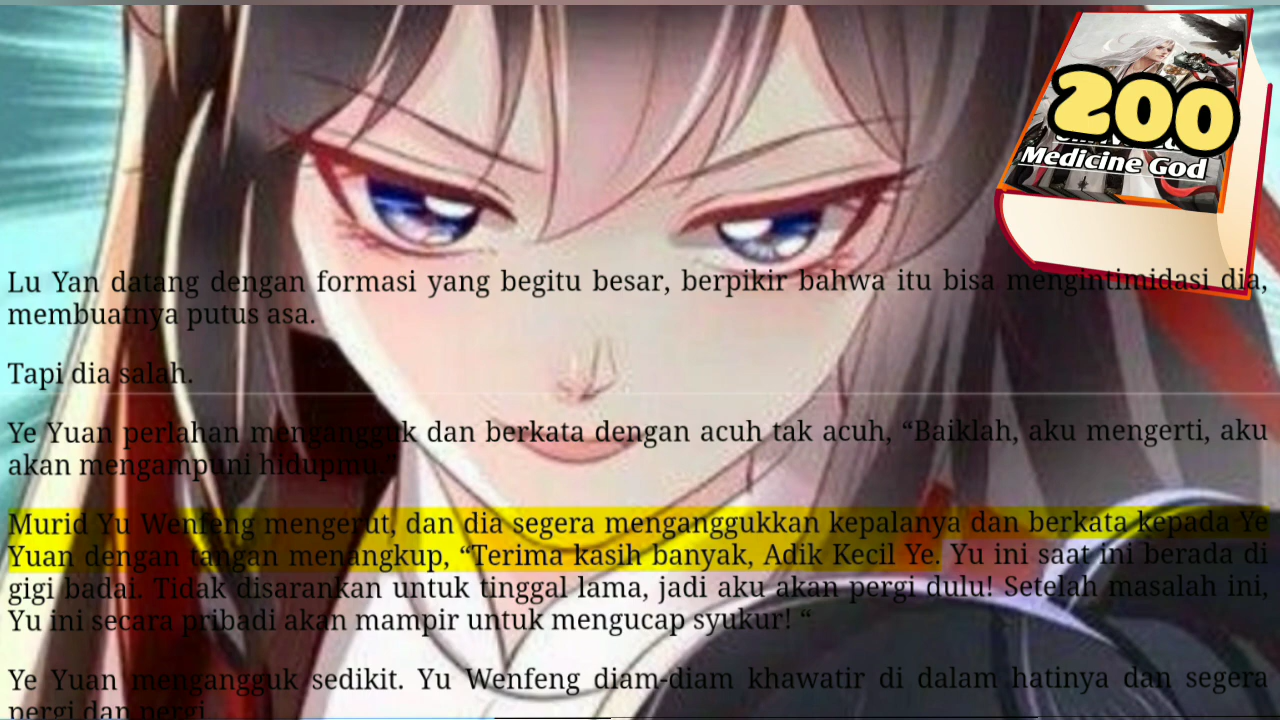 200
Medicine God
Lu Yan datang dengan formasi yang begitu besar, berpikir bahwa itu bisa mengintimidasi dia,
membuatnya putus asa.
Tapi dia salah.
Ye Yuan perlahan mengangguk dan berkata dengan acuh tak acuh, “Baiklah, aku mengerti, aku
akan mengampuni hidupmu.”
Murid Yu Wenfeng mengerut, dan dia segera menganggukkan kepalanya dan berkata kepada Ye
Yuan dengan tangan menangkup, “Terima kasih banyak, Adik Kecil Ye. Yu ini saat ini berada di
gigi badai. Tidak disarankan untuk tinggal lama, jadi aku akan pergi dulu! Setelah masalah ini,
Yu ini secara pribadi akan mampir untuk mengucap syukur! “
Ye Yuan mengangguk sedikit. Yu Wenfeng diam-diam khawatir di dalam hatinya dan segera
pergi dan pergi.